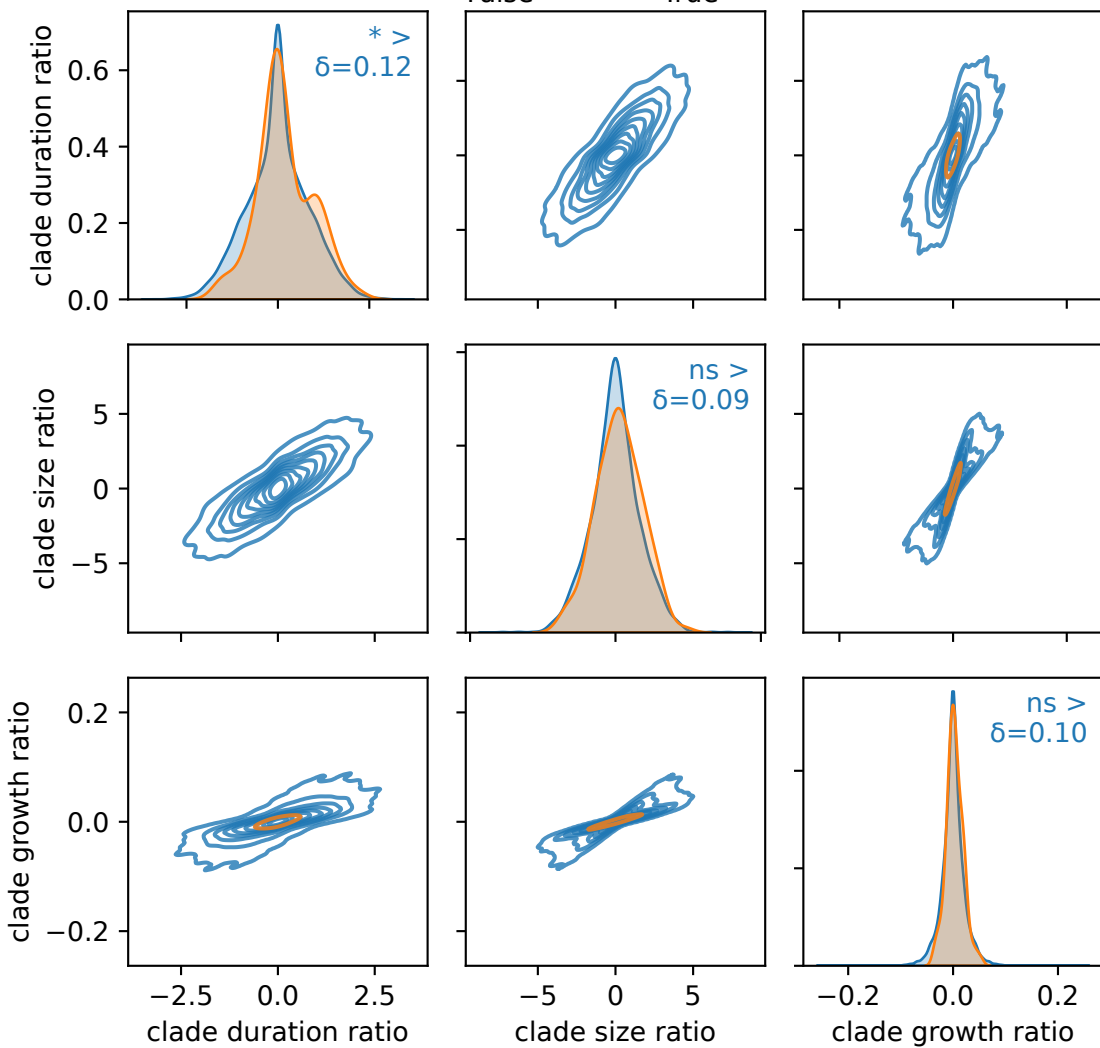 clade duration ratio
0.6
0.4
0.2
0.0
* >
δ=0.12
clade size ratio
5
0
−5
ns >
δ=0.09
clade growth ratio
0.2
0.0
−0.2
ns >
δ=0.10
−2.5 0.0 2.5
−5 0 5
−0.2 0.0 0.2
clade duration ratio
clade size ratio
clade growth ratio